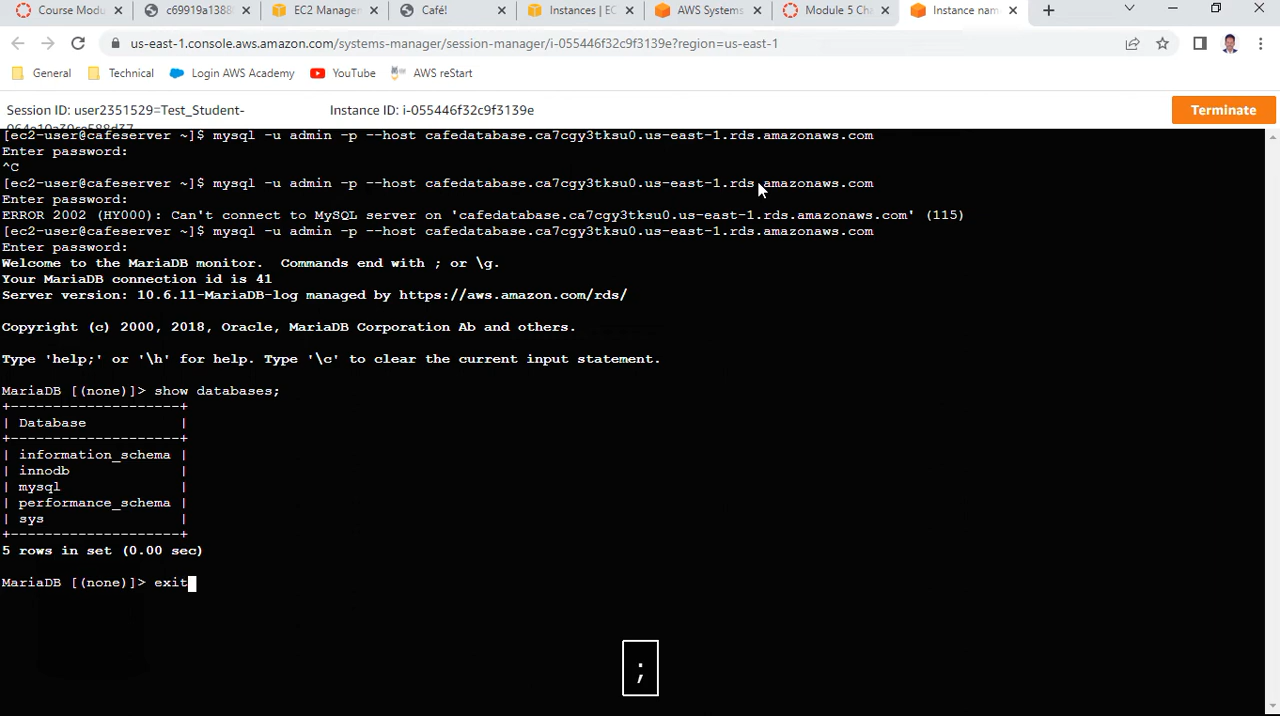 Course Modu
c69919a1388
EC2 Manage
Café!
Instances | EC
AWS Systems
Module 5 Cha
Instance nam
us-east-1.console.aws.amazon.com/systems-manager/session-manager/i-055446f32c9f3139e?region=us-east-1
General
Technical
Login AWS Academy
YouTube
AWS reStart
Session ID: user2351529=Test_Student-
Instance ID: i-055446f32c9f3139e
Terminate
[ec2-user@cafeserver ~]$ mysql -u admin -p --host cafedatabase.ca7cgy3tksu0.us-east-1.rds.amazonaws.com
Enter password:
^C
[ec2-user@cafeserver ~]$ mysql -u admin -p --host cafedatabase.ca7cgy3tksu0.us-east-1.rds.amazonaws.com
Enter password:
ERROR 2002 (HY000): Can't connect to MySQL server on 'cafedatabase.ca7cgy3tksu0.us-east-1.rds.amazonaws.com' (115)
[ec2-user@cafeserver ~]$ mysql -u admin -p --host cafedatabase.ca7cgy3tksu0.us-east-1.rds.amazonaws.com
Enter password:
Welcome to the MariaDB monitor.  Commands end with ; or \g.
Your MariaDB connection id is 41
Server version: 10.6.11-MariaDB-log managed by https://aws.amazon.com/rds/
Copyright (c) 2000, 2018, Oracle, MariaDB Corporation Ab and others.
Type 'help;' or '\h' for help. Type '\c' to clear the current input statement.
MariaDB [(none)]> show databases;
+--------------------+
| Database           |
+--------------------+
| information_schema |
| innodb             |
| mysql              |
| performance_schema |
| sys                |
+--------------------+
5 rows in set (0.00 sec)
MariaDB [(none)]> exit
;